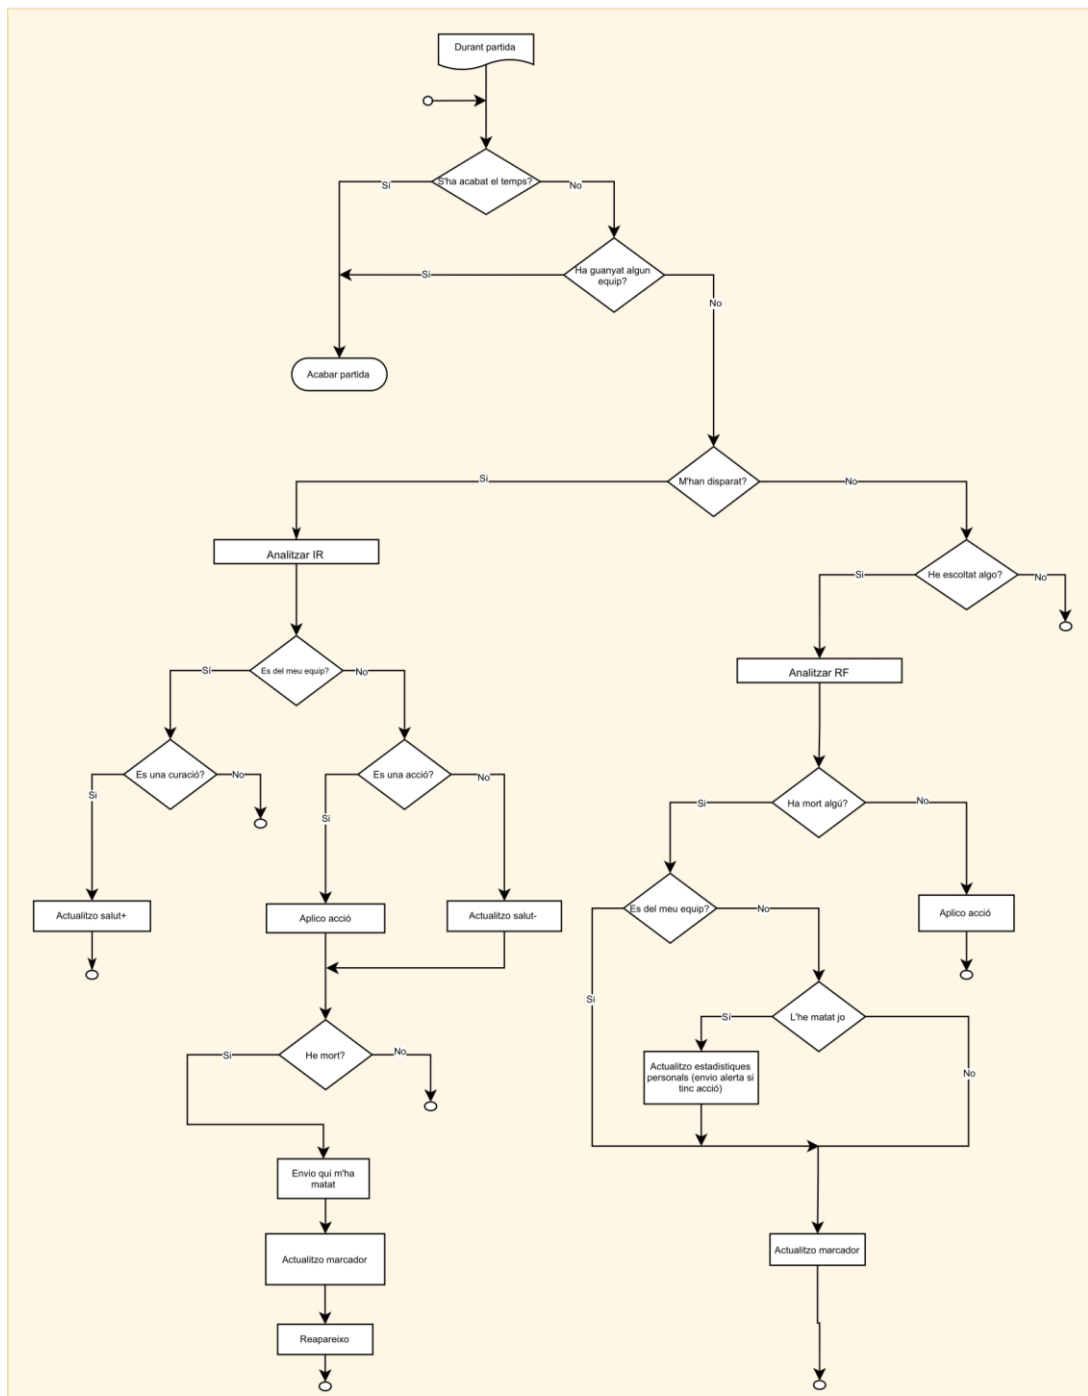 Durant partida
S'ha acabat el temps?
Sí
No
Ha guanyat algun
equip?
Si
No
Acabar partida
M'han disparat?
Si
No
Analitzar IR
He escoltat algo?
Si
No
Es del meu equip?
Sí
No
Analitzar RF
Es una curació?
Si
No
Es una acció?
Si
No
Ha mort algú?
Si
No
Actualitzo salut+
Aplico acció
Actualitzo salut-
Es del meu equip?
Si
No
Aplico acció
L'he matat jo
Sí
No
He mort?
Si
No
Actualitzo estadístiques
personals (envio alerta si
tinc acció)
Envio qui m'ha
matat
Actualitzo marcador
Actualitzo marcador
Reapareixo